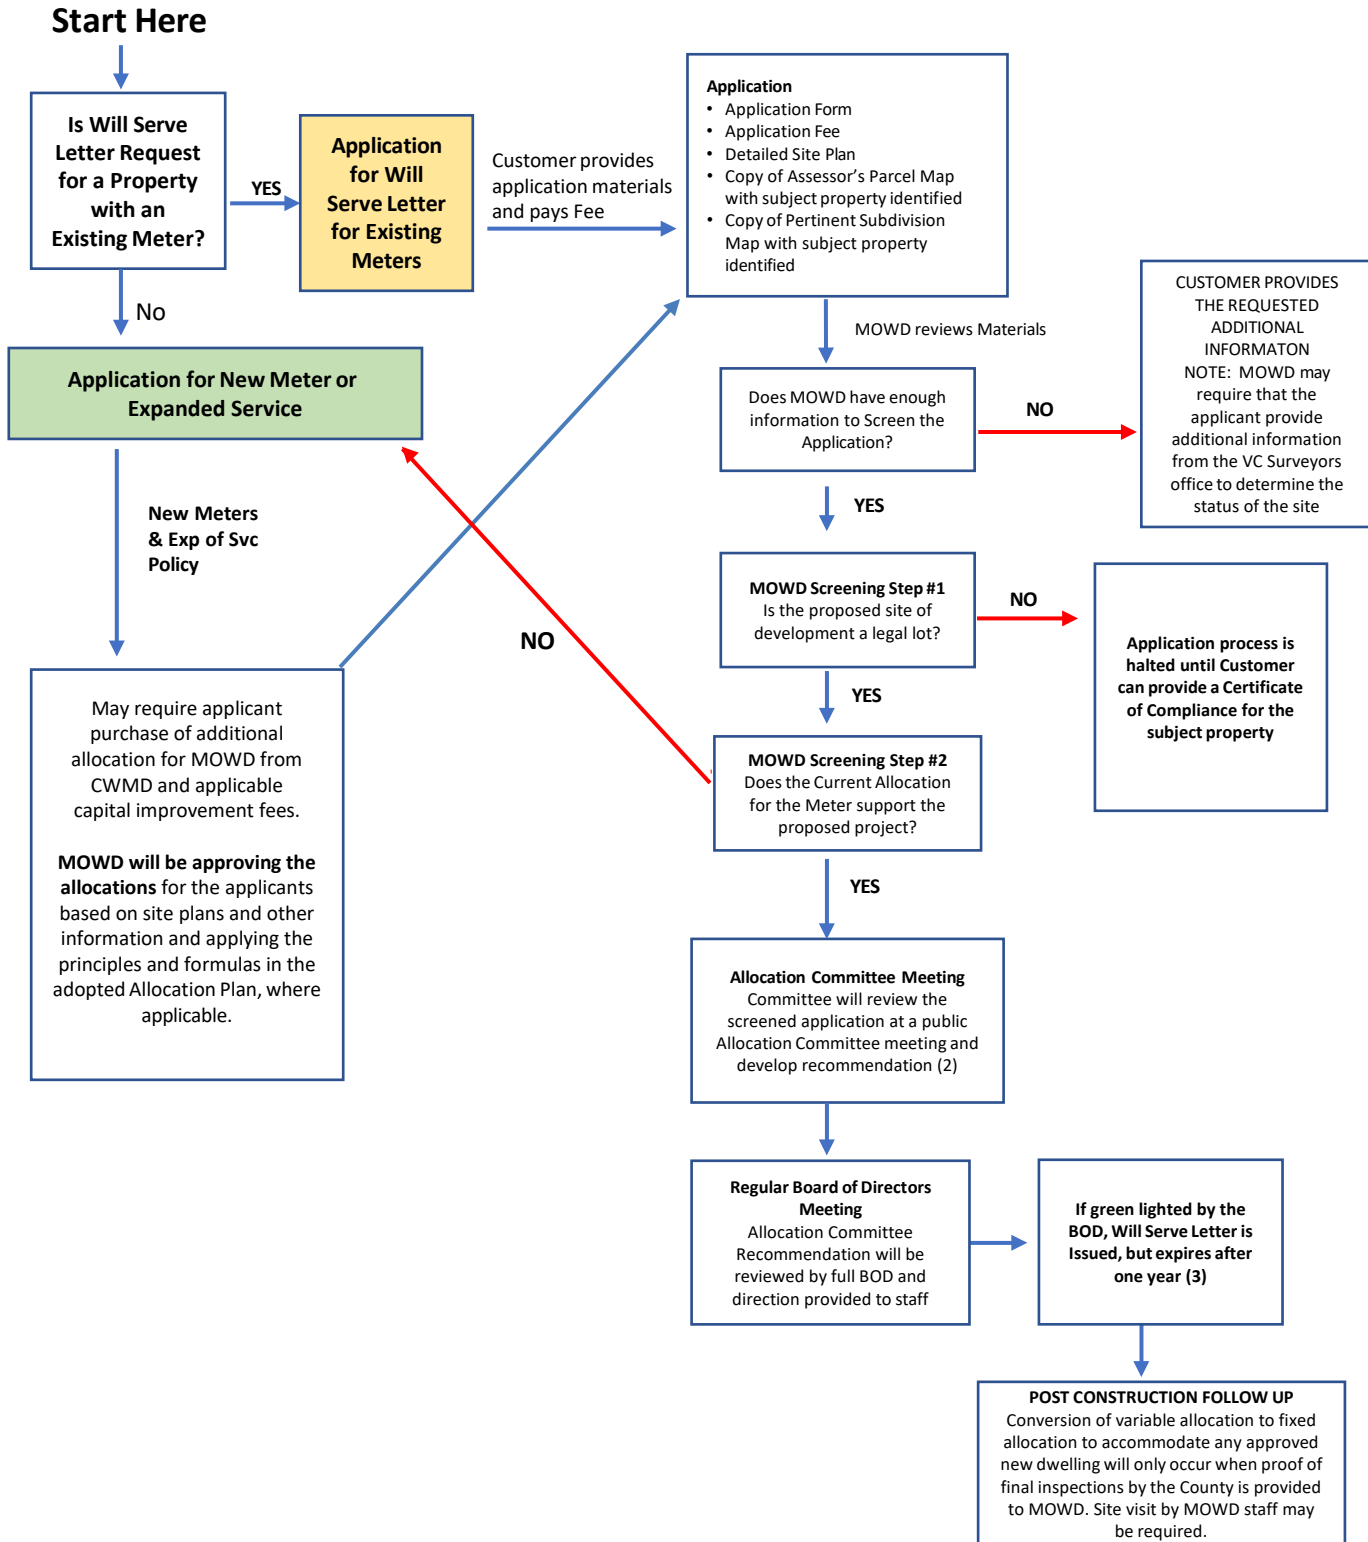 Start Here
Is Will Serve
Letter Request
for a Property
with an
Existing Meter?
YES
Application
for Will
Serve Letter
for Existing
Meters
Customer provides
application materials
and pays Fee
Application
• Application Form
• Application Fee
• Detailed Site Plan
• Copy of Assessor's Parcel Map
with subject property identified
• Copy of Pertinent Subdivision
Map with subject property
identified
No
Application for New Meter or
Expanded Service
New Meters
& Exp of Svc
Policy
May require applicant
purchase of additional
allocation for MOWD from
CWMD and applicable
capital improvement fees.
MOWD will be approving the
allocations for the applicants
based on site plans and other
information and applying the
principles and formulas in the
adopted Allocation Plan, where
applicable.
MOWD reviews Materials
Does MOWD have enough
information to Screen the
Application?
NO
CUSTOMER PROVIDES
THE REQUESTED
ADDITIONAL
INFORMATON
NOTE: MOWD may
require that the
applicant provide
additional information
from the VC Surveyors
office to determine the
status of the site
YES
MOWD Screening Step #1
Is the proposed site of
development a legal lot?
NO
Application process is
halted until Customer
can provide a Certificate
of Compliance for the
subject property
YES
MOWD Screening Step #2
Does the Current Allocation
for the Meter support the
proposed project?
NO
YES
Allocation Committee Meeting
Committee will review the
screened application at a public
Allocation Committee meeting and
develop recommendation (2)
Regular Board of Directors
Meeting
Allocation Committee
Recommendation will be
reviewed by full BOD and
direction provided to staff
If green lighted by the
BOD, Will Serve Letter is
Issued, but expires after
one year (3)
POST CONSTRUCTION FOLLOW UP
Conversion of variable allocation to fixed
allocation to accommodate any approved
new dwelling will only occur when proof of
final inspections by the County is provided
to MOWD. Site visit by MOWD staff may
be required.